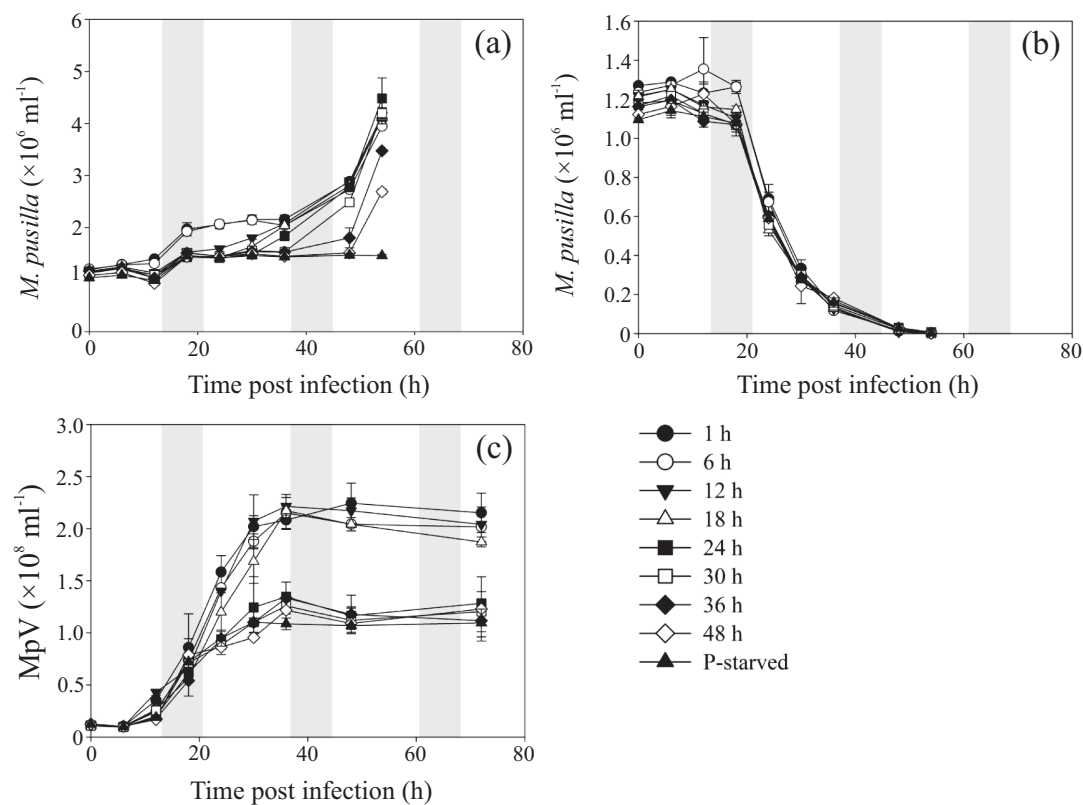 (a)
M. pusilla (×10⁶ ml⁻¹)
6
5
4
3
2
1
0
0 20 40 60 80
Time post infection (h)
(b)
M. pusilla (×10⁶ ml⁻¹)
1.6
1.4
1.2
1.0
0.8
0.6
0.4
0.2
0
0 20 40 60 80
Time post infection (h)
(c)
MpV (×10⁸ ml⁻¹)
3.0
2.5
2.0
1.5
1.0
0.5
0
0 20 40 60 80
Time post infection (h)
1 h
6 h
12 h
18 h
24 h
30 h
36 h
48 h
P-starved